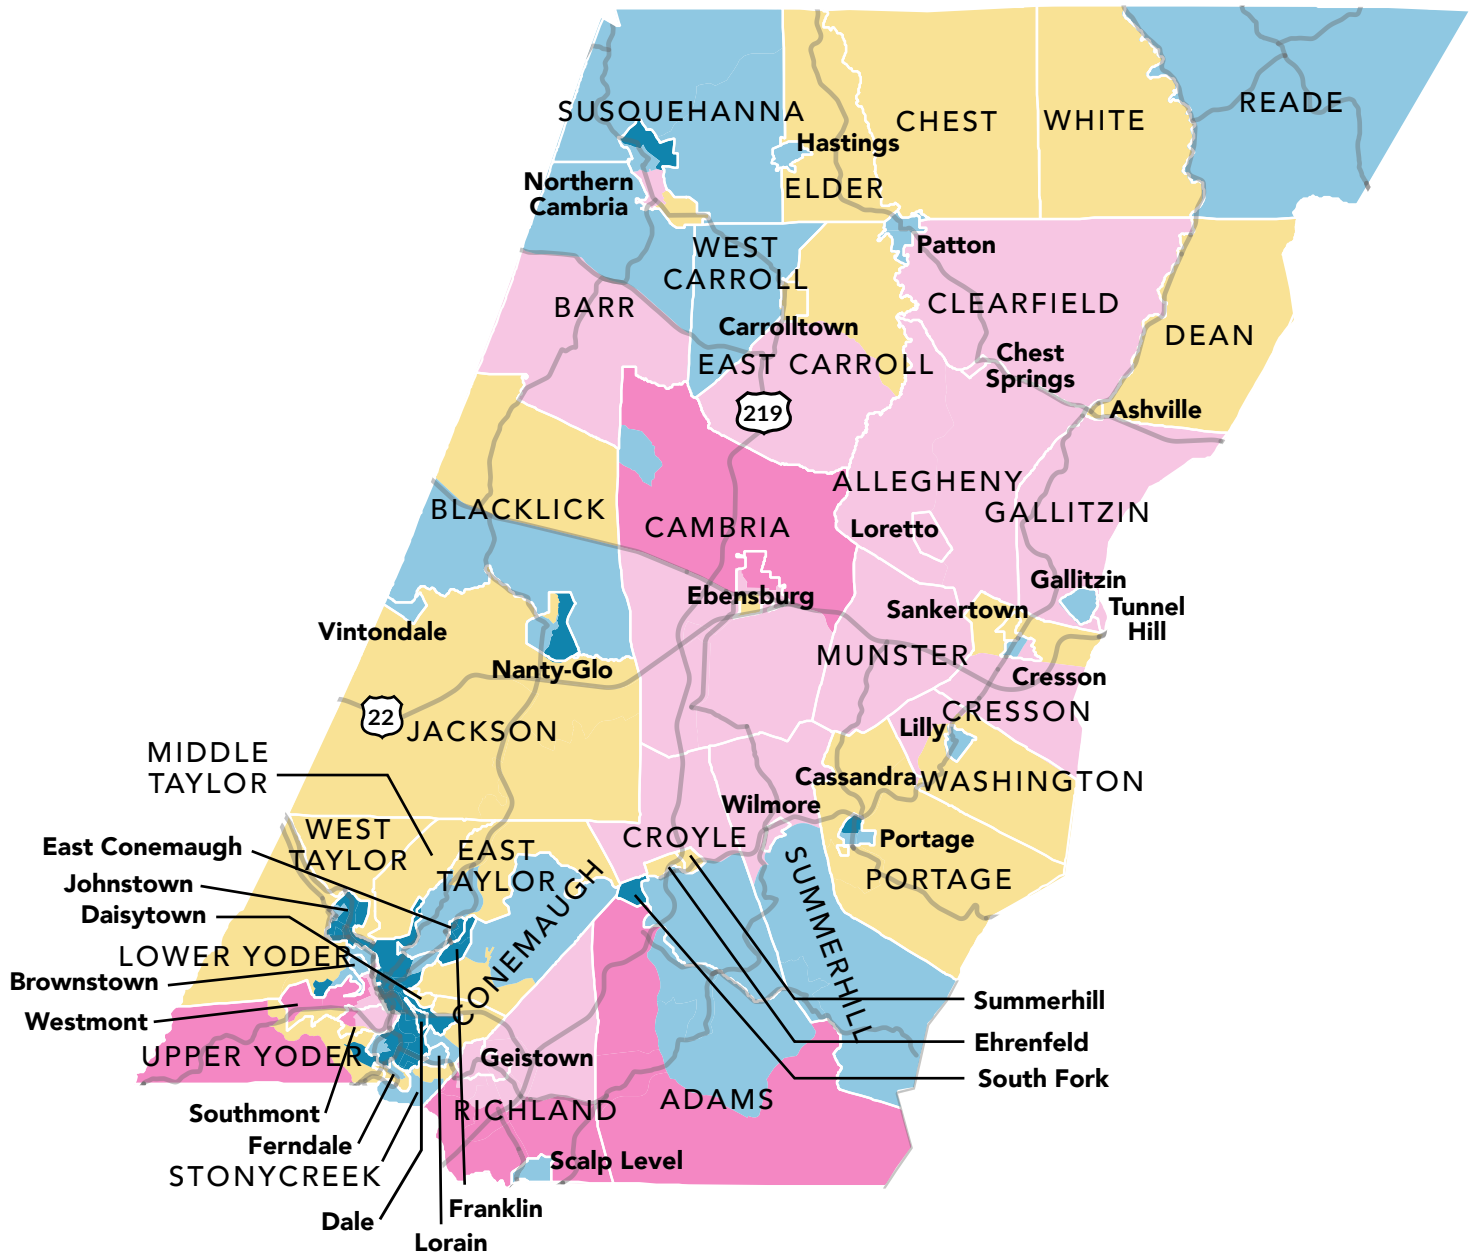 SUSQUEHANNA
CHEST
WHITE
READE
Hastings
Northern
Cambria
ELDER
WEST
CARROLL
Patton
BARR
CLEARFIELD
Carrolltown
DEAN
EAST CARROLL
Chest
Springs
219
Ashville
BLACKLICK
CAMBRIA
ALLEGHENY
Loretto
GALLITZIN
Gallitzin
Ebensburg
Sankertown
Tunnel
Hill
Vintondale
Nanty-Glo
MUNSTER
Cresson
22
JACKSON
Lilly
CRESSON
MIDDLE
TAYLOR
Cassandra
WASHINGTON
Wilmore
WEST
TAYLOR
East Conemaugh
EAST
TAYLOR
CROYLE
Portage
Johnstown
PORTAGE
Daisytown
CONEMAUGH
SUMMERHILL
LOWER YODER
Brownstown
Westmont
Summerhill
UPPER YODER
Geistown
Ehrenfeld
South Fork
Southmont
RICHLAND
ADAMS
Ferndale
STONYCREEK
Scalp Level
Dale
Franklin
Lorain